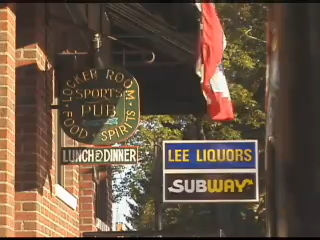 LOCKER ROOM
SPORTS
PUB
FOOD SPIRITS
LUNCH & DINNER
LEE LIQUORS
SUBWAY